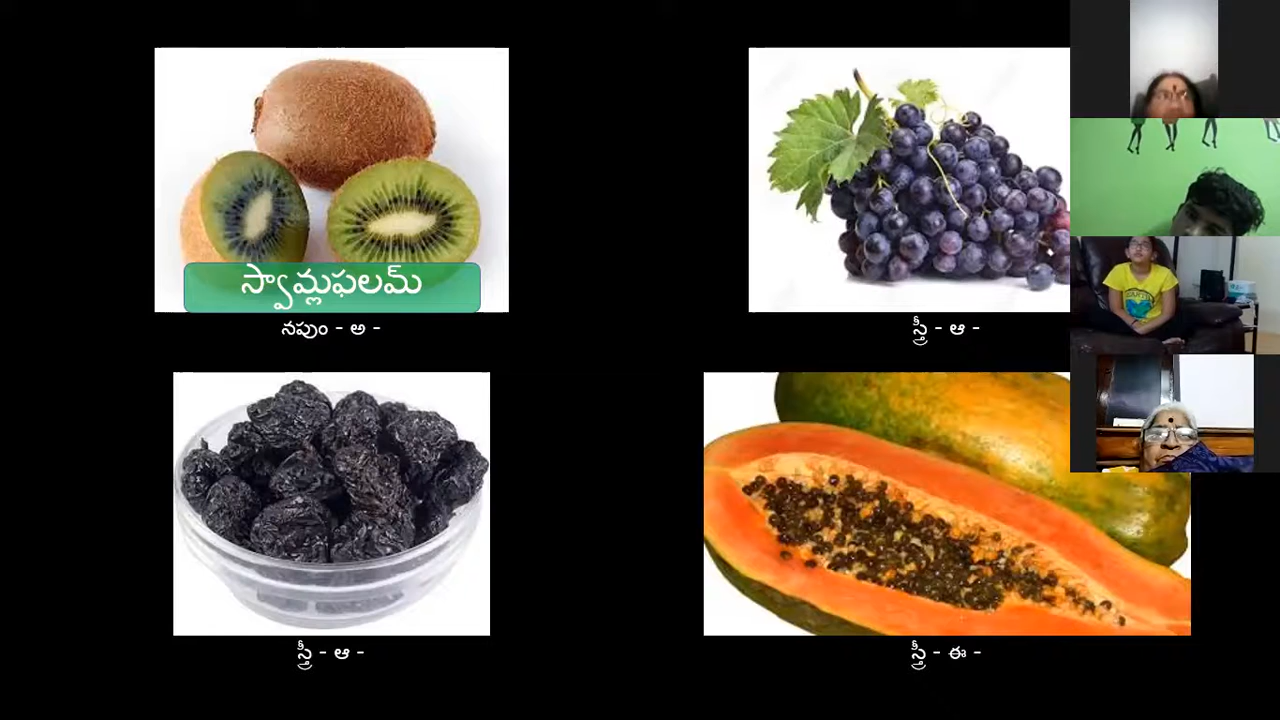 స్వామ్లఫలమ్
నపుం - అ -
స్త్రీ - ఆ -
స్త్రీ - ఆ -
స్త్రీ - ఈ -